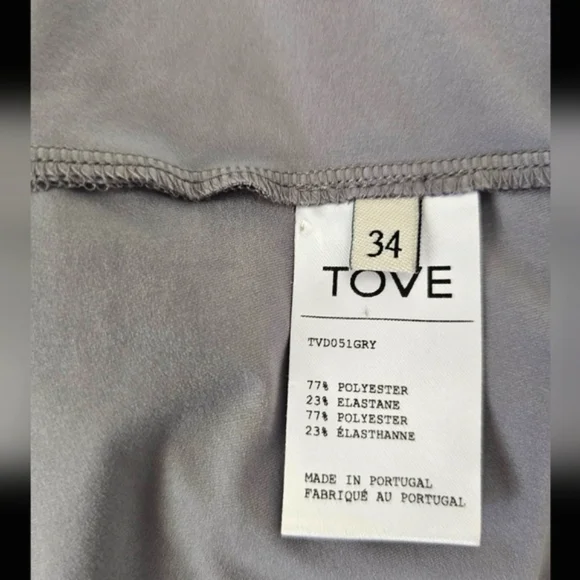 34
TOVE
TVD051GRY
77% POLYESTER
23% ELASTANE
77% POLYESTER
23% ÉLASTHANNE
MADE IN PORTUGAL
FABRIQUÉ AU PORTUGAL